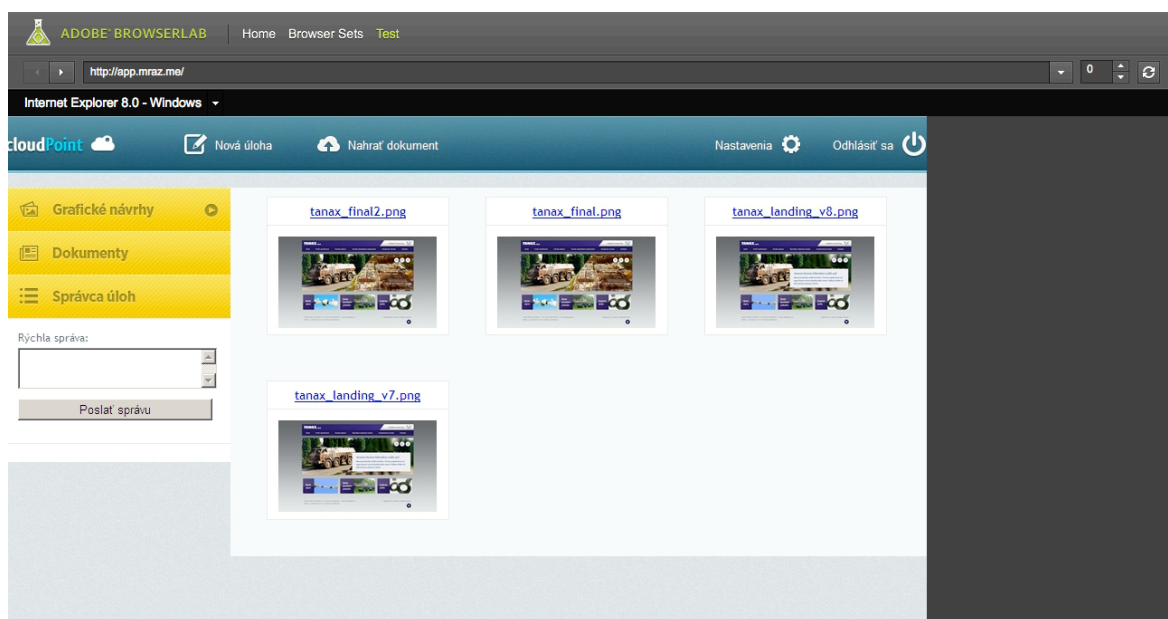 ADOBE® BROWSERLAB Home Browser Sets Test
http://app.mraz.me/ 0
Internet Explorer 8.0 - Windows
cloudPoint Nová úloha Nahrať dokument Nastavenia Odhlásiť sa
Grafické návrhy
Dokumenty
Správca úloh
Rýchla správa:
Poslať správu
tanax_final2.png tanax_final.png tanax_landing_v8.png
tanax_landing_v7.png